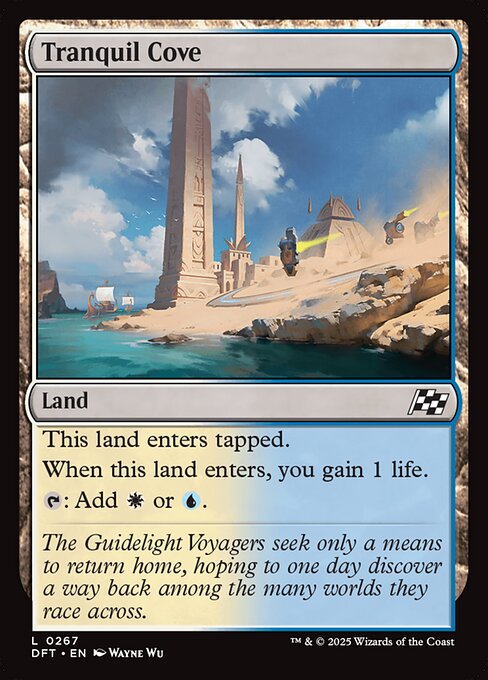 Tranquil Cove
Land
This land enters tapped.
When this land enters, you gain 1 life.
: Add or .
The Guidelight Voyagers seek only a means
to return home, hoping to one day discover
a way back among the many worlds they
race across.
L 0267
DFT • EN Wayne Wu
™ & © 2025 Wizards of the Coast